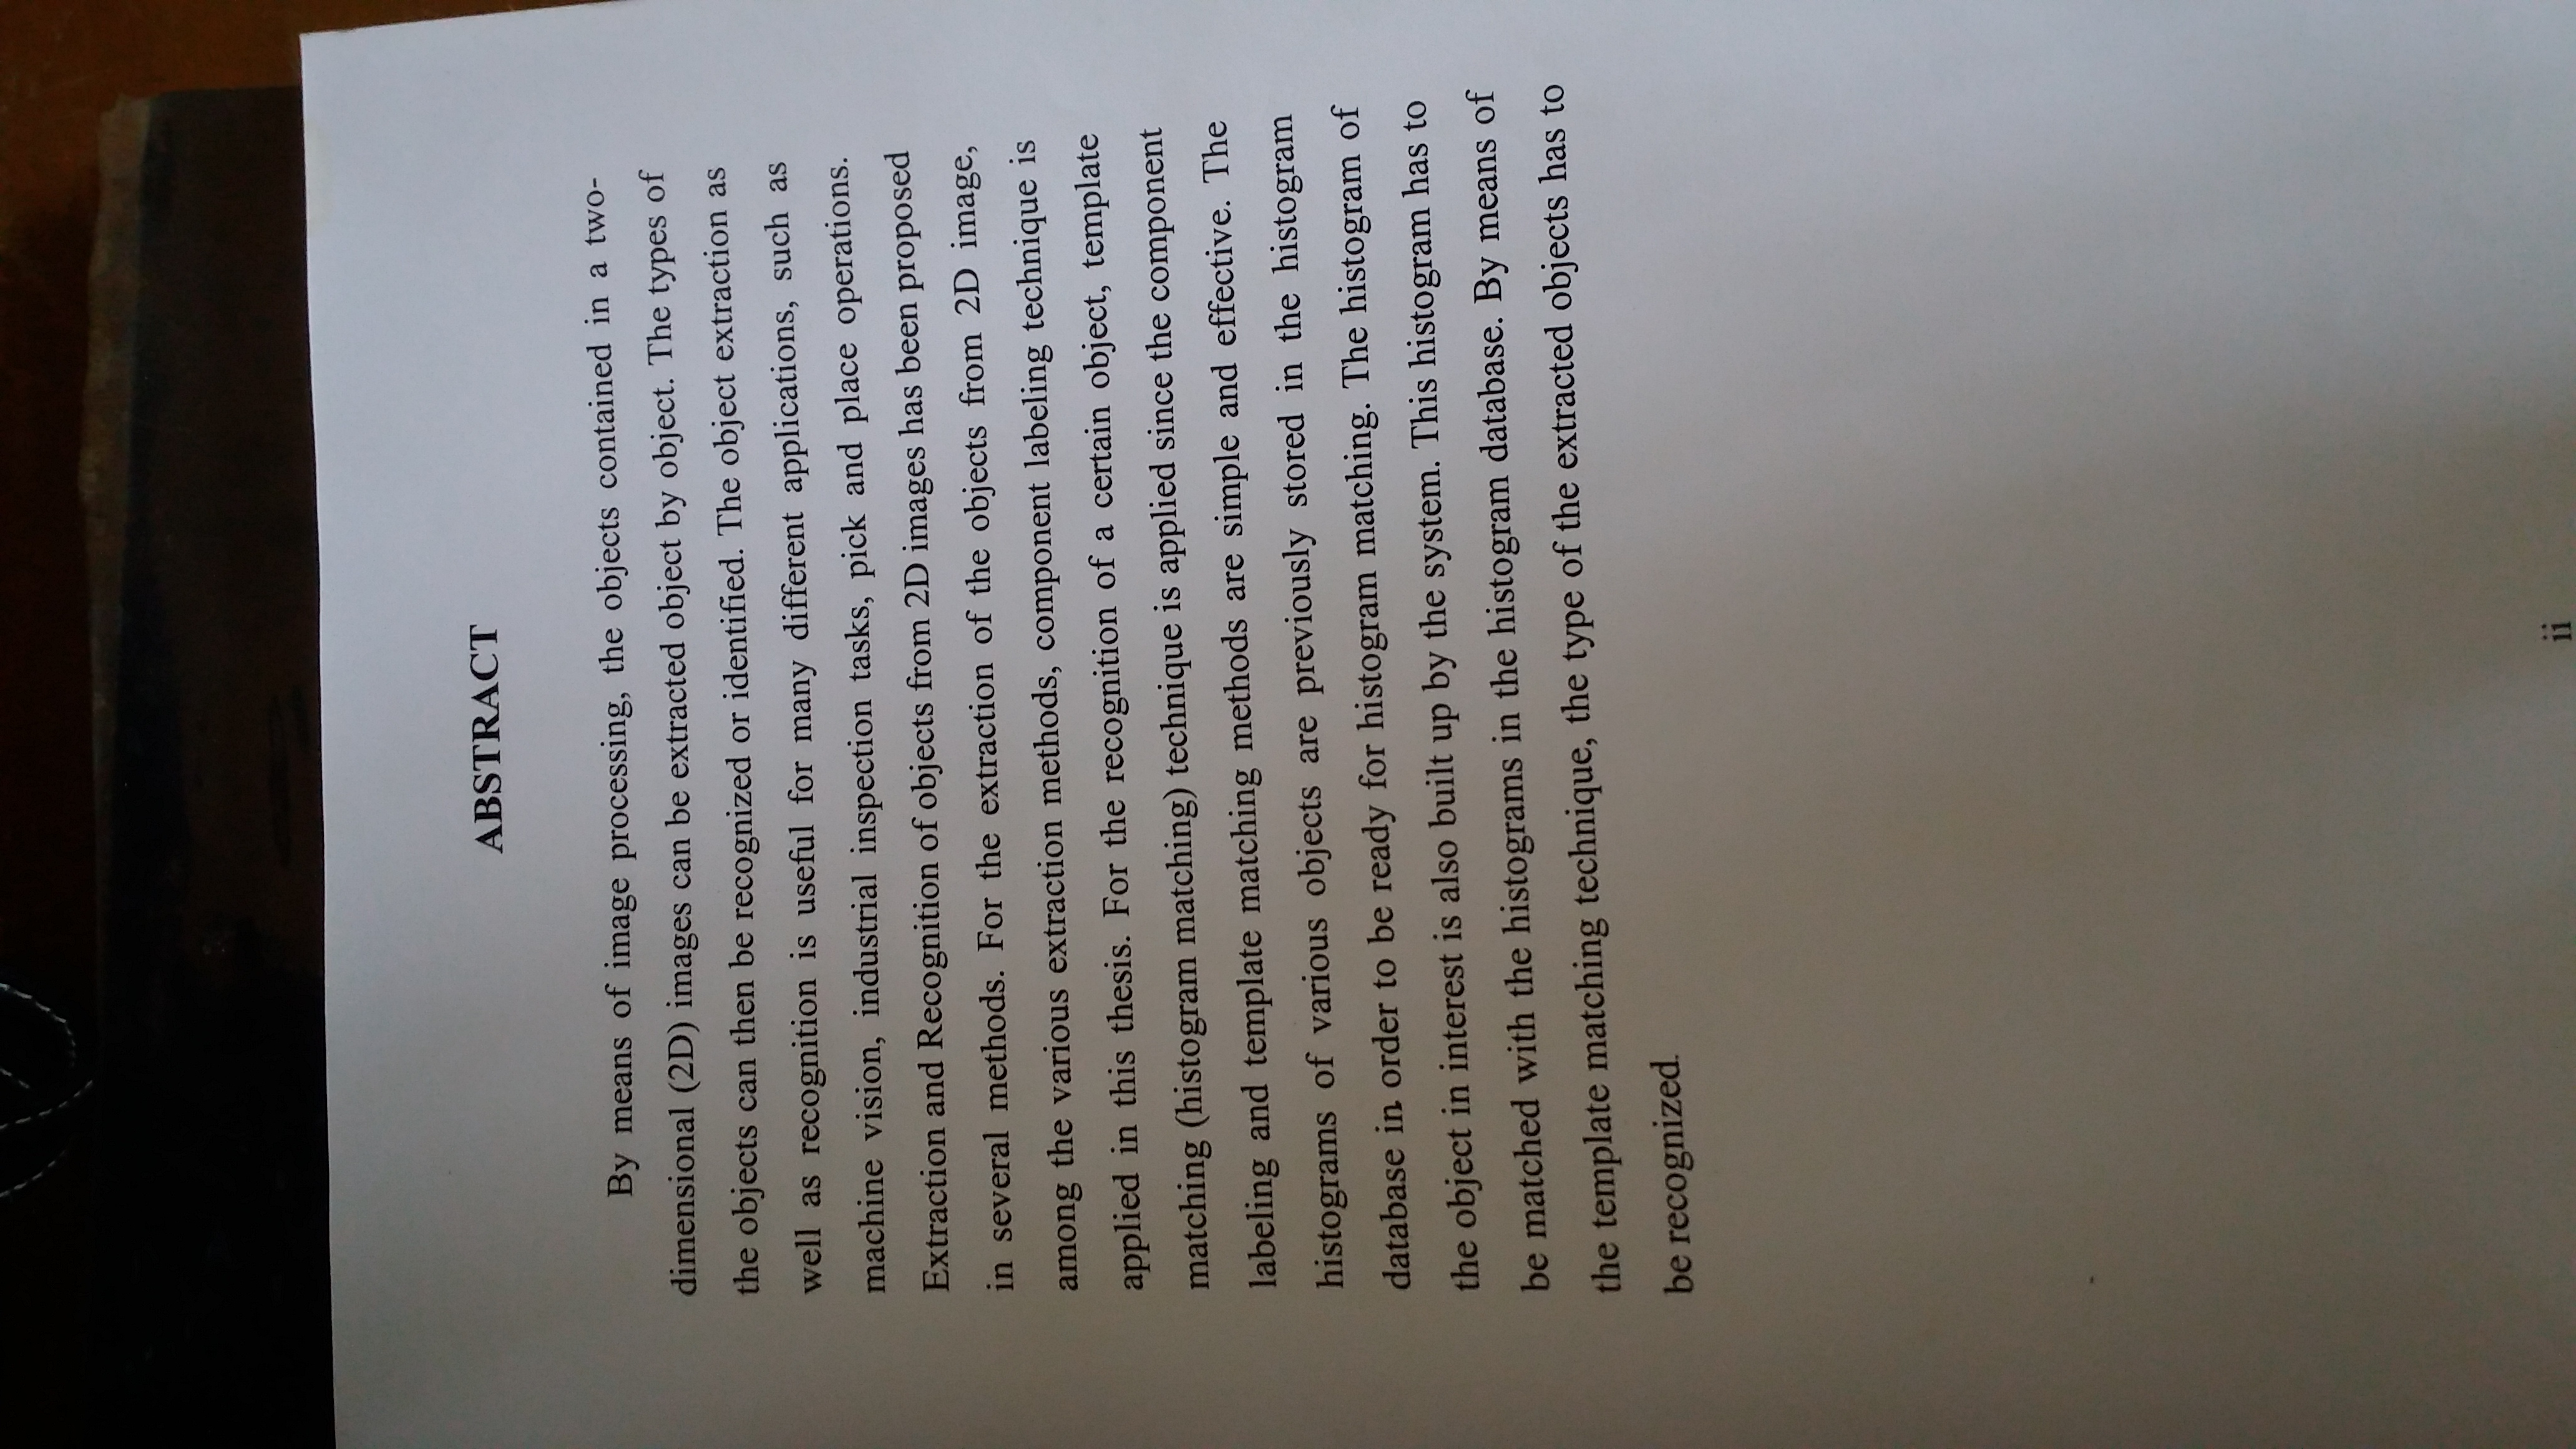 ABSTRACT
By means of image processing, the objects contained in a two-
dimensional (2D) images can be extracted object by object. The types of
the objects can then be recognized or identified. The object extraction as
well as recognition is useful for many different applications, such as
machine vision, industrial inspection tasks, pick and place operations.
Extraction and Recognition of objects from 2D images has been proposed
in several methods. For the extraction of the objects from 2D image,
among the various extraction methods, component labeling technique is
applied in this thesis. For the recognition of a certain object, template
matching (histogram matching) technique is applied since the component
labeling and template matching methods are simple and effective. The
histograms of various objects are previously stored in the histogram
database in order to be ready for histogram matching. The histogram of
the object in interest is also built up by the system. This histogram has to
be matched with the histograms in the histogram database. By means of
the template matching technique, the type of the extracted objects has to
be recognized.
ii